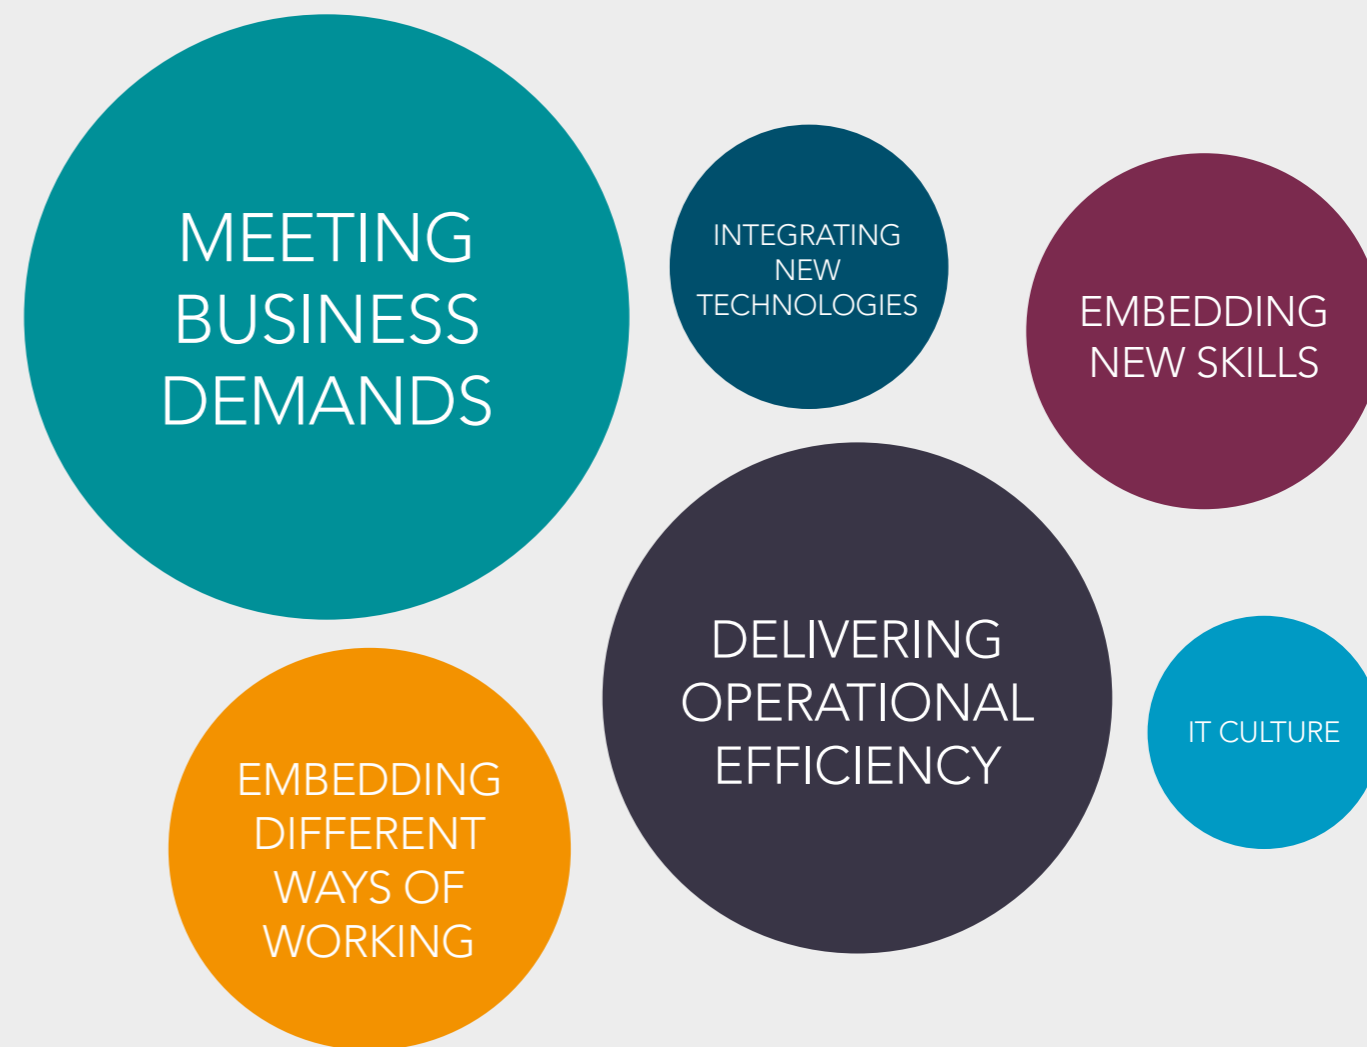 MEETING
BUSINESS
DEMANDS
INTEGRATING
NEW
TECHNOLOGIES
EMBEDDING
NEW SKILLS
DELIVERING
OPERATIONAL
EFFICIENCY
IT CULTURE
EMBEDDING
DIFFERENT
WAYS OF
WORKING